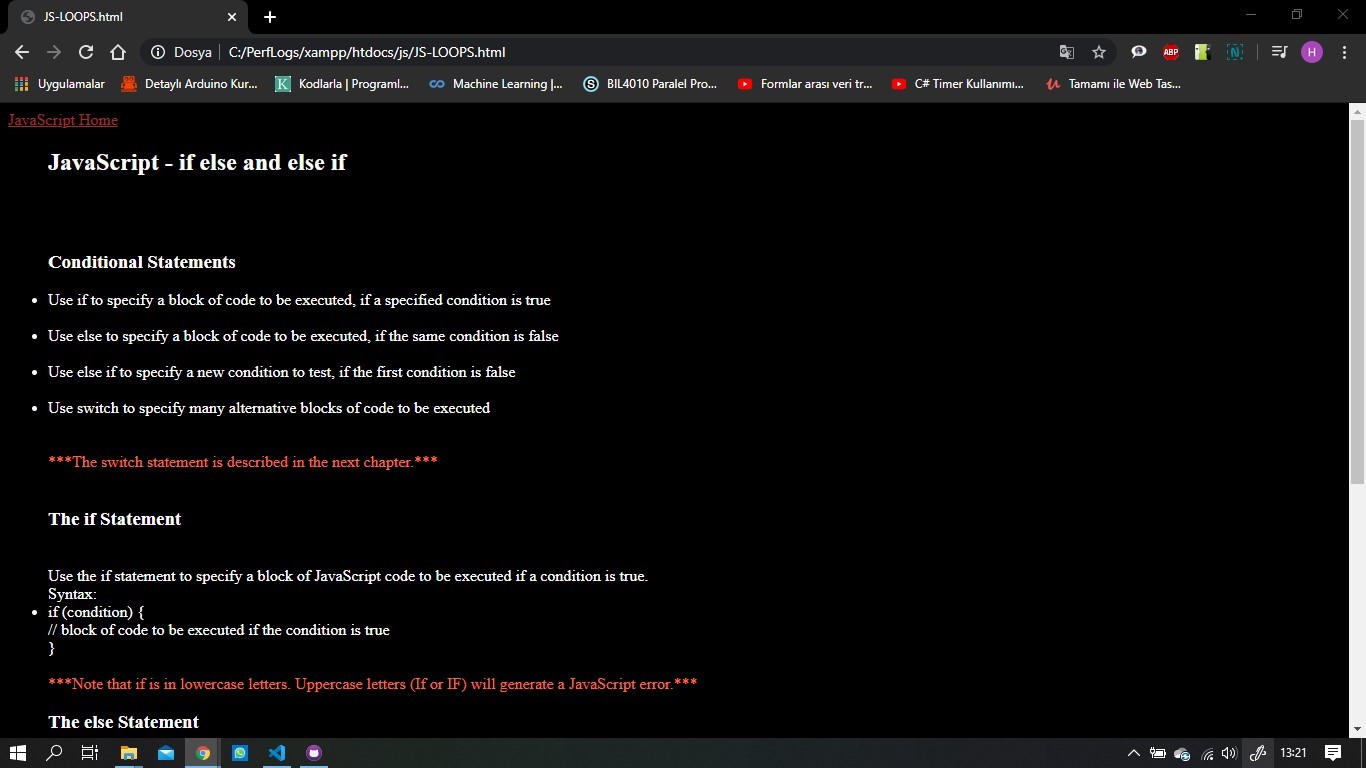 JS-LOOPS.html
Dosya
C:/PerfLogs/xampp/htdocs/js/JS-LOOPS.html
ABP
N
H
Uygulamalar
Detaylı Arduino Kur...
K
Kodlarla | Programl...
Machine Learning |...
S
BIL4010 Paralel Pro...
Formlar arası veri tr...
C# Timer Kullanımı...
Tamamı ile Web Tas...
JavaScript Home
JavaScript - if else and else if
Conditional Statements
• Use if to specify a block of code to be executed, if a specified condition is true
• Use else to specify a block of code to be executed, if the same condition is false
• Use else if to specify a new condition to test, if the first condition is false
• Use switch to specify many alternative blocks of code to be executed
***The switch statement is described in the next chapter.***
The if Statement
Use the if statement to specify a block of JavaScript code to be executed if a condition is true.
Syntax:
• if (condition) {
// block of code to be executed if the condition is true
}
***Note that if is in lowercase letters. Uppercase letters (If or IF) will generate a JavaScript error.***
The else Statement
13:21